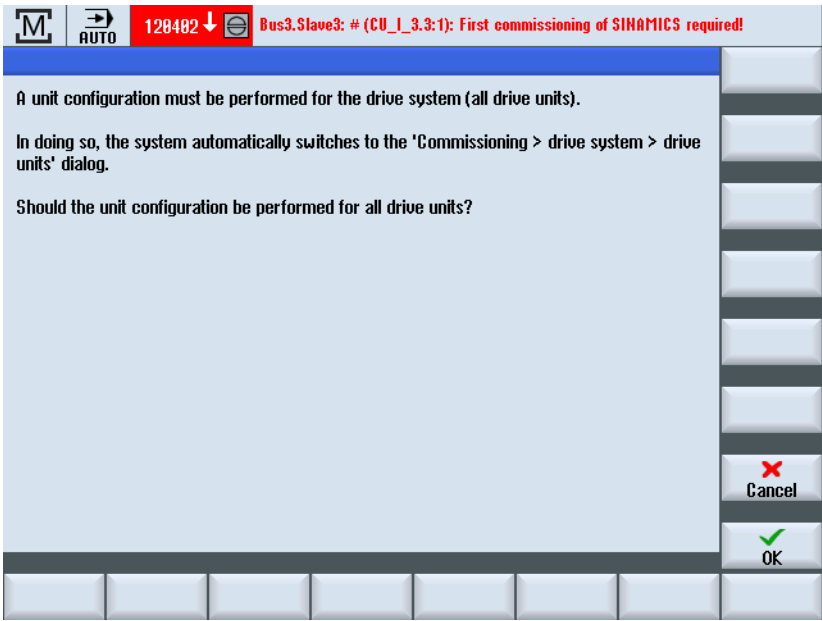 M
AUTO
120402 Bus3.Slave3: # (CU_I_3.3:1): First commissioning of SINAMICS required!
A unit configuration must be performed for the drive system (all drive units).
In doing so, the system automatically switches to the 'Commissioning > drive system > drive
units' dialog.
Should the unit configuration be performed for all drive units?
Cancel
OK